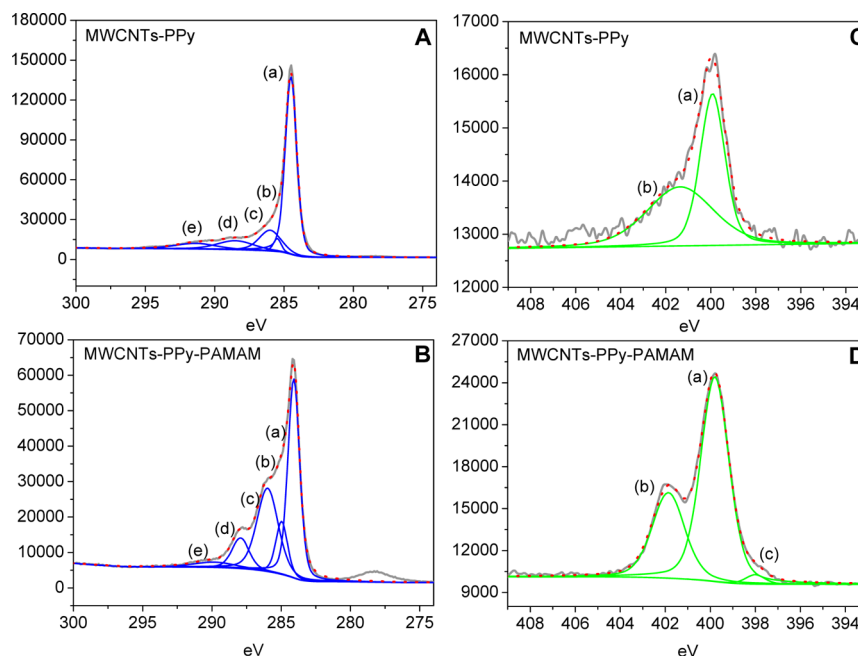 180000
150000
120000
90000
60000
30000
0
MWCNTs-PPy
A
(a)
(b)
(c)
(d)
(e)
300 295 290 285 280 275
eV
17000
16000
15000
14000
13000
12000
MWCNTs-PPy
C
(a)
(b)
408 406 404 402 400 398 396 394
eV
70000
60000
50000
40000
30000
20000
10000
0
MWCNTs-PPy-PAMAM
B
(a)
(b)
(c)
(d)
(e)
300 295 290 285 280 275
eV
27000
24000
21000
18000
15000
12000
9000
MWCNTs-PPy-PAMAM
D
(a)
(b)
(c)
408 406 404 402 400 398 396 394
eV